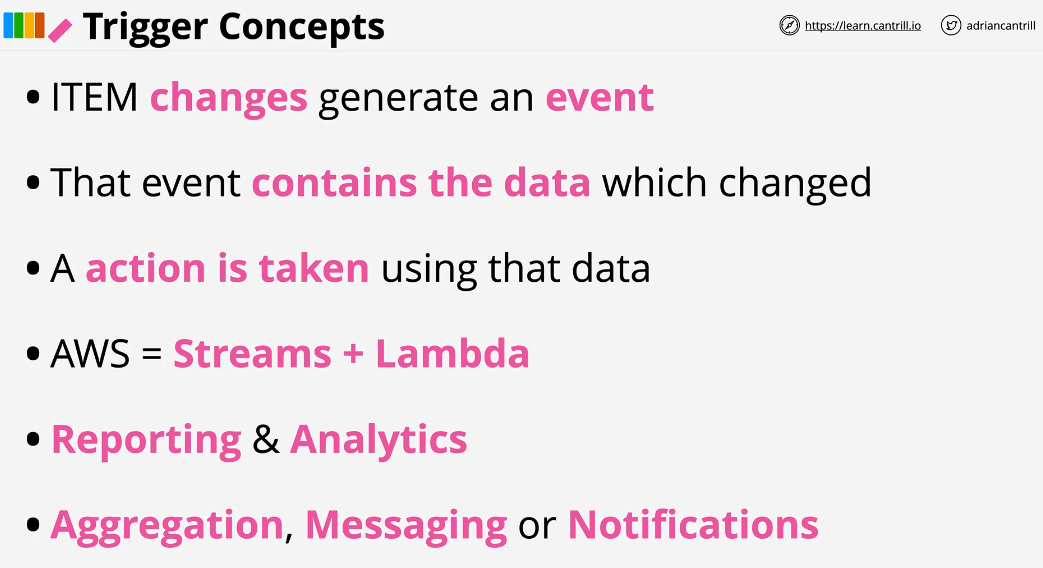 Trigger Concepts
https://learn.cantrill.io
adriancantrill
• ITEM changes generate an event
• That event contains the data which changed
• A action is taken using that data
• AWS = Streams + Lambda
• Reporting & Analytics
• Aggregation, Messaging or Notifications